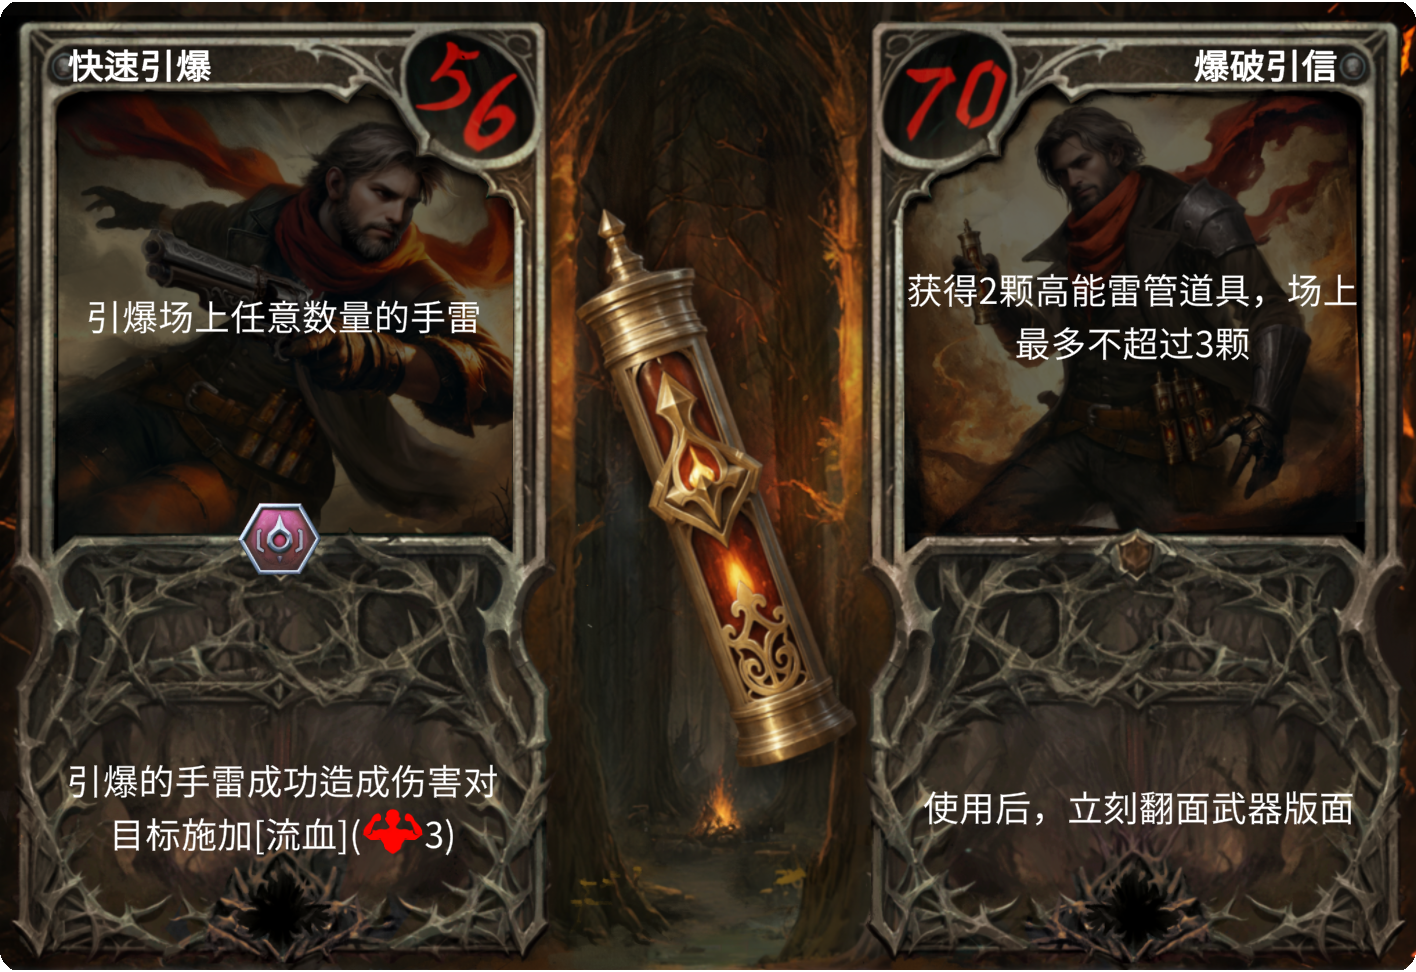 快速引爆
56
引爆场上任意数量的手雷
引爆的手雷成功造成伤害对
目标施加[流血](3)
70
爆破引信
获得2颗高能雷管道具，场上
最多不超过3颗
使用后，立刻翻面武器版面